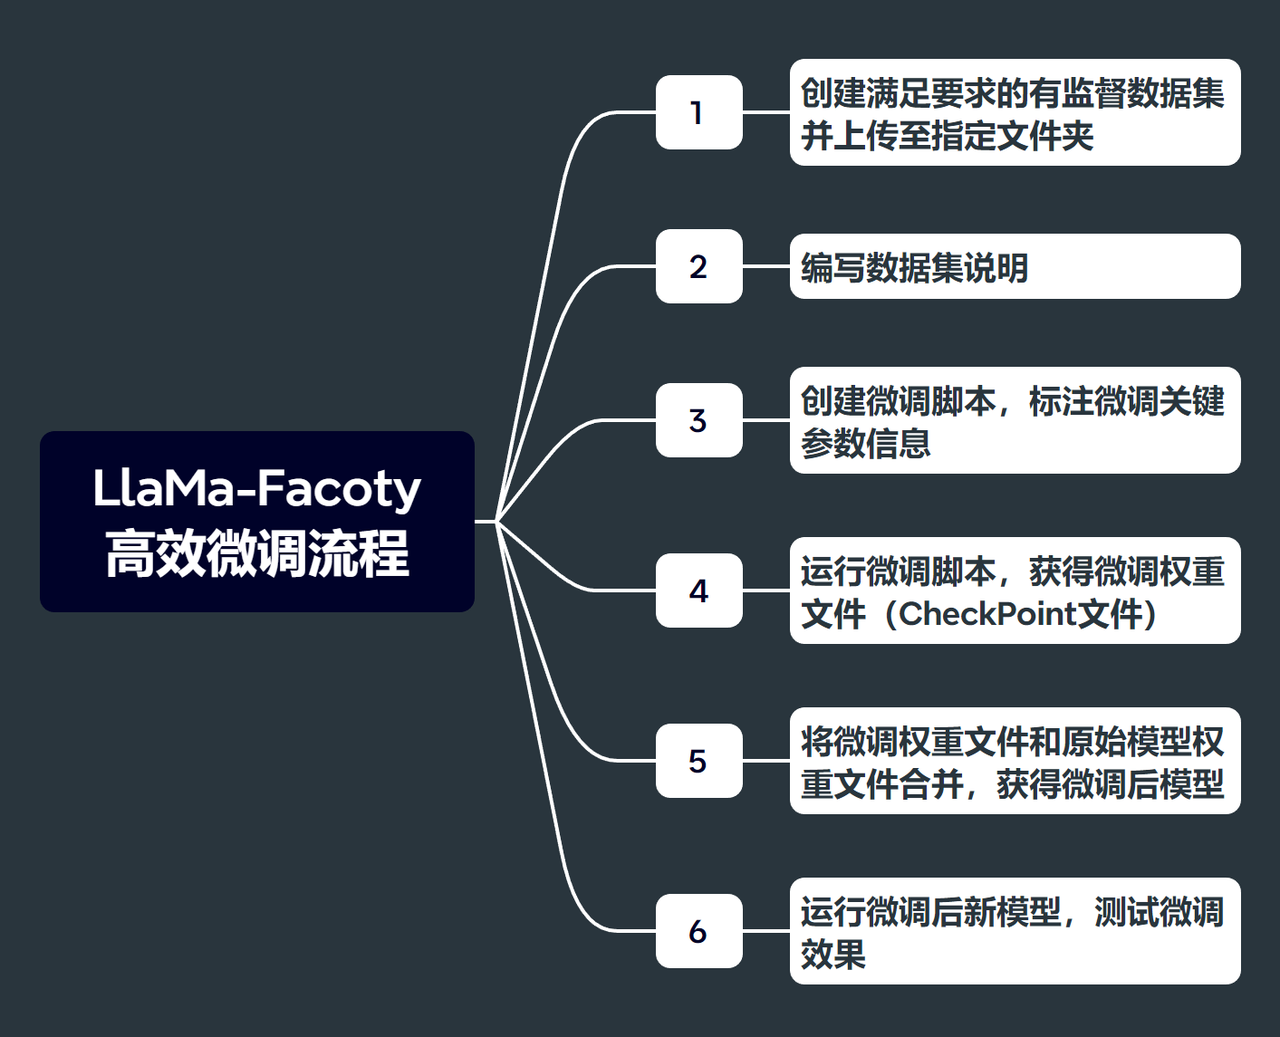 LlaMa-Facoty
高效微调流程
1
创建满足要求的有监督数据集
并上传至指定文件夹
2
编写数据集说明
3
创建微调脚本，标注微调关键
参数信息
4
运行微调脚本，获得微调权重
文件（CheckPoint文件）
5
将微调权重文件和原始模型权
重文件合并，获得微调后模型
6
运行微调后新模型，测试微调
效果